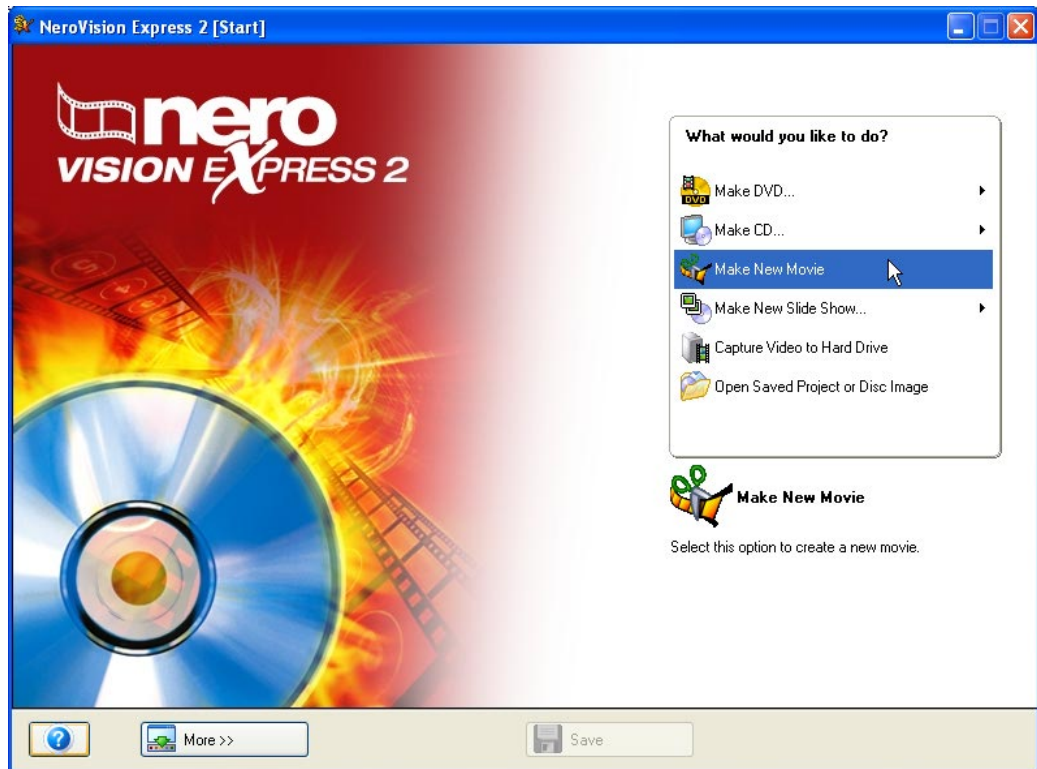 NeroVision Express 2 [Start]
nero
VISION EXPRESS 2
What would you like to do?
Make DVD...
Make CD...
Make New Movie
Make New Slide Show...
Capture Video to Hard Drive
Open Saved Project or Disc Image
Make New Movie
Select this option to create a new movie.
More >>
Save